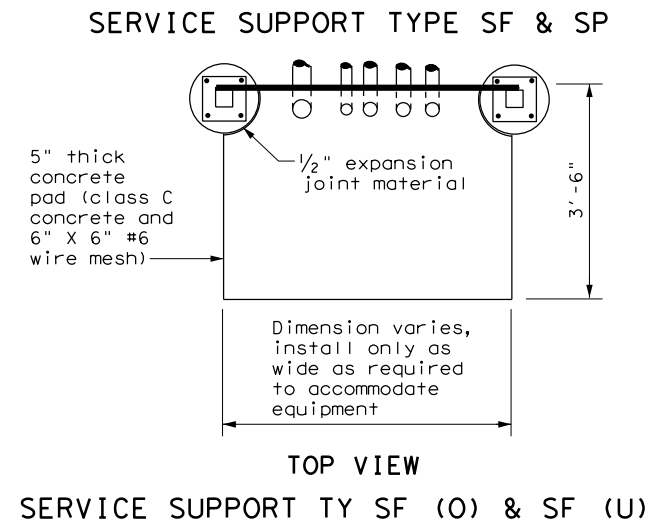 SERVICE SUPPORT TYPE SF & SP
5" thick
concrete
pad (class C
concrete and
6" X 6" #6
wire mesh)
1/2" expansion
joint material
3'-6"
Dimension varies,
install only as
wide as required
to accommodate
equipment
TOP VIEW
SERVICE SUPPORT TY SF (O) & SF (U)